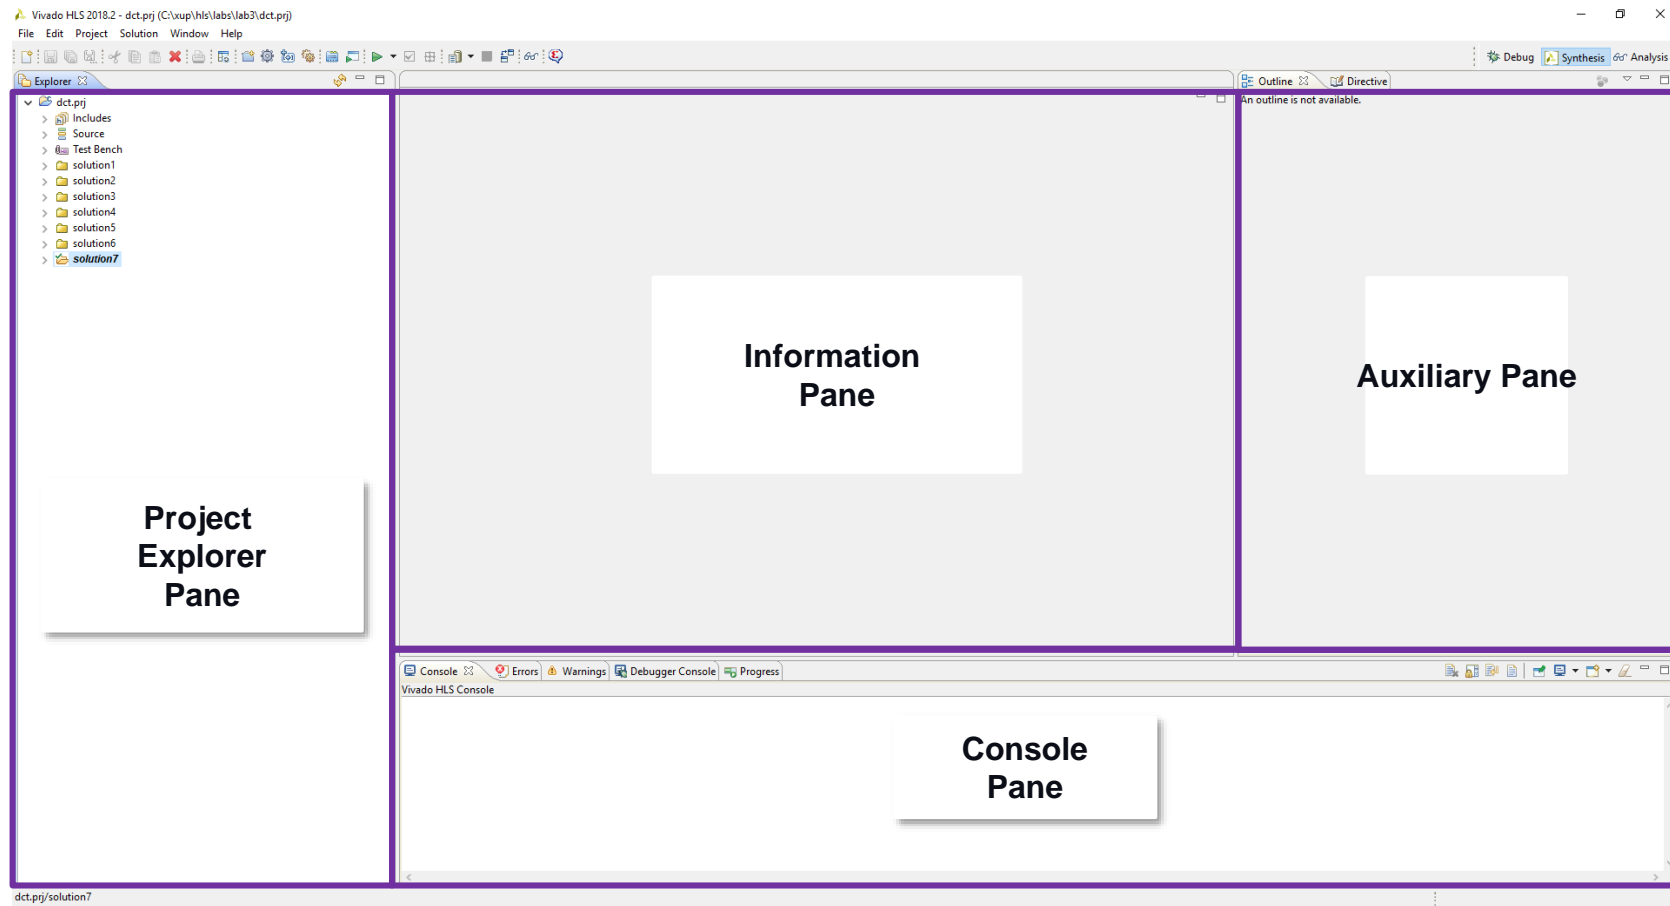 Vivado HLS 2018.2 - dct.prj (C:\xup\hls\labs\lab3\dct.prj)
File Edit Project Solution Window Help
Debug Synthesis Analysis
Explorer
Outline Directive
dct.prj
Includes
Source
Test Bench
solution1
solution2
solution3
solution4
solution5
solution6
solution7
An outline is not available.
Information
Pane
Auxiliary Pane
Project
Explorer
Pane
Console Errors Warnings Debugger Console Progress
Vivado HLS Console
Console
Pane
dct.prj/solution7